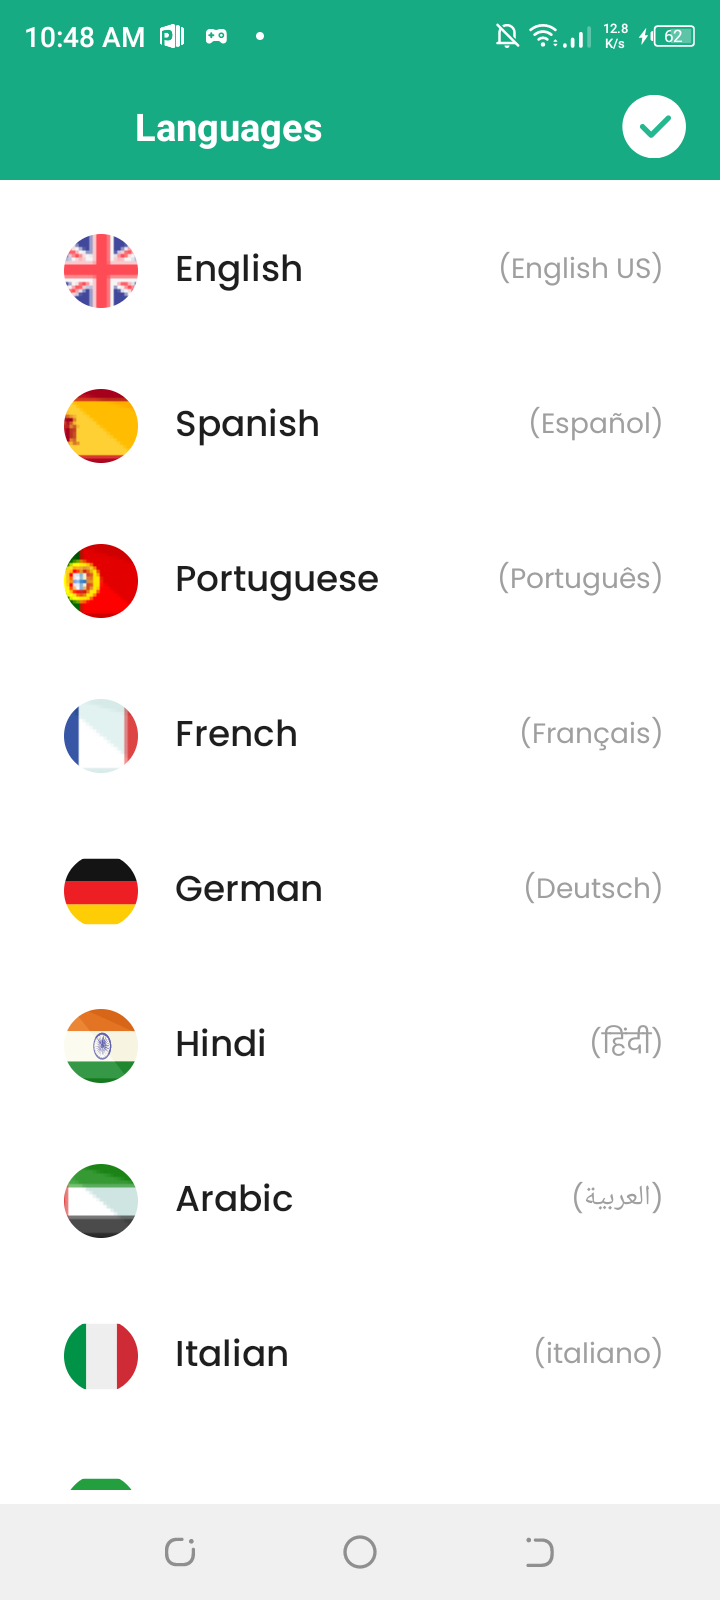 10:48 AM
12.8
K/s
62
Languages
English
(English US)
Spanish
(Español)
Portuguese
(Português)
French
(Français)
German
(Deutsch)
Hindi
(हिंदी)
Arabic
(العربية)
Italian
(italiano)